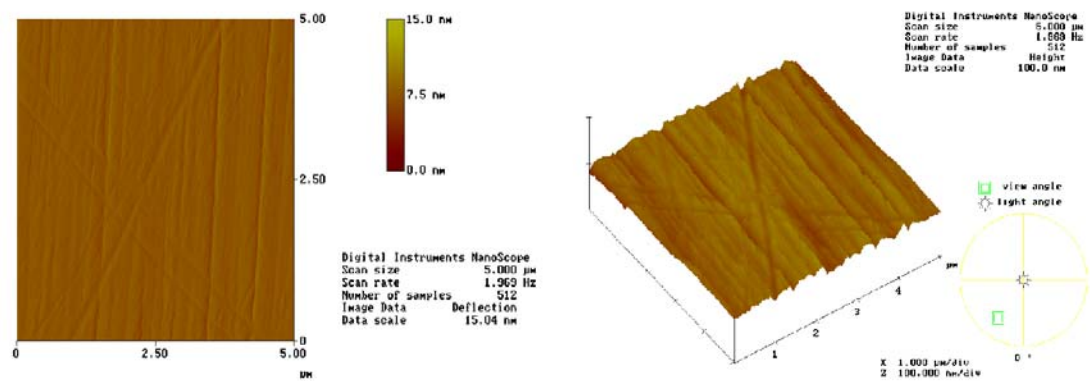 5.00
2.50
0
0
2.50
5.00
μm
15.0 nm
7.5 nm
0.0 nm
Digital Instruments NanoScope
Scan size 5.000 μm
Scan rate 1.969 Hz
Number of samples 512
Image Data Deflection
Data scale 15.04 nm
Digital Instruments NanoScope
Scan size 5.000 μm
Scan rate 1.969 Hz
Number of samples 512
Image Data Height
Data scale 100.0 nm
view angle
light angle
1
2
3
4
μm
X 1.000 μm/div
Z 100.000 nm/div
0 °